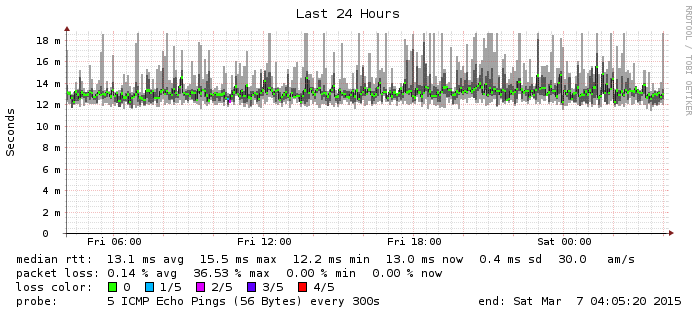 Last 24 Hours
RRDTOOL / TOBI OETIKER
Seconds
18 m
16 m
14 m
12 m
10 m
8 m
6 m
4 m
2 m
0
Fri 06:00 Fri 12:00 Fri 18:00 Sat 00:00
median rtt: 13.1 ms avg 15.5 ms max 12.2 ms min 13.0 ms now 0.4 ms sd 30.0 am/s
packet loss: 0.14 % avg 36.53 % max 0.00 % min 0.00 % now
loss color: 0 1/5 2/5 3/5 4/5
probe: 5 ICMP Echo Pings (56 Bytes) every 300s end: Sat Mar 7 04:05:20 2015